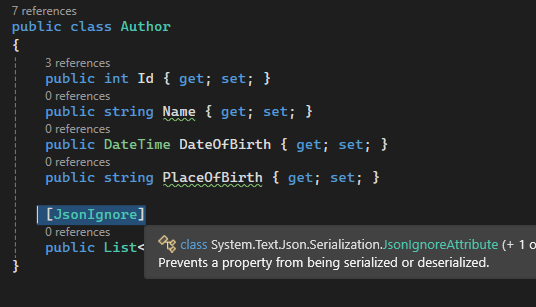 7 references
public class Author
{
3 references
public int Id { get; set; }
0 references
public string Name { get; set; }
0 references
public DateTime DateOfBirth { get; set; }
0 references
public string PlaceOfBirth { get; set; }
[JsonIgnore]
0 references
public List<
class System.Text.Json.Serialization.JsonIgnoreAttribute (+ 1 o
Prevents a property from being serialized or deserialized.
}